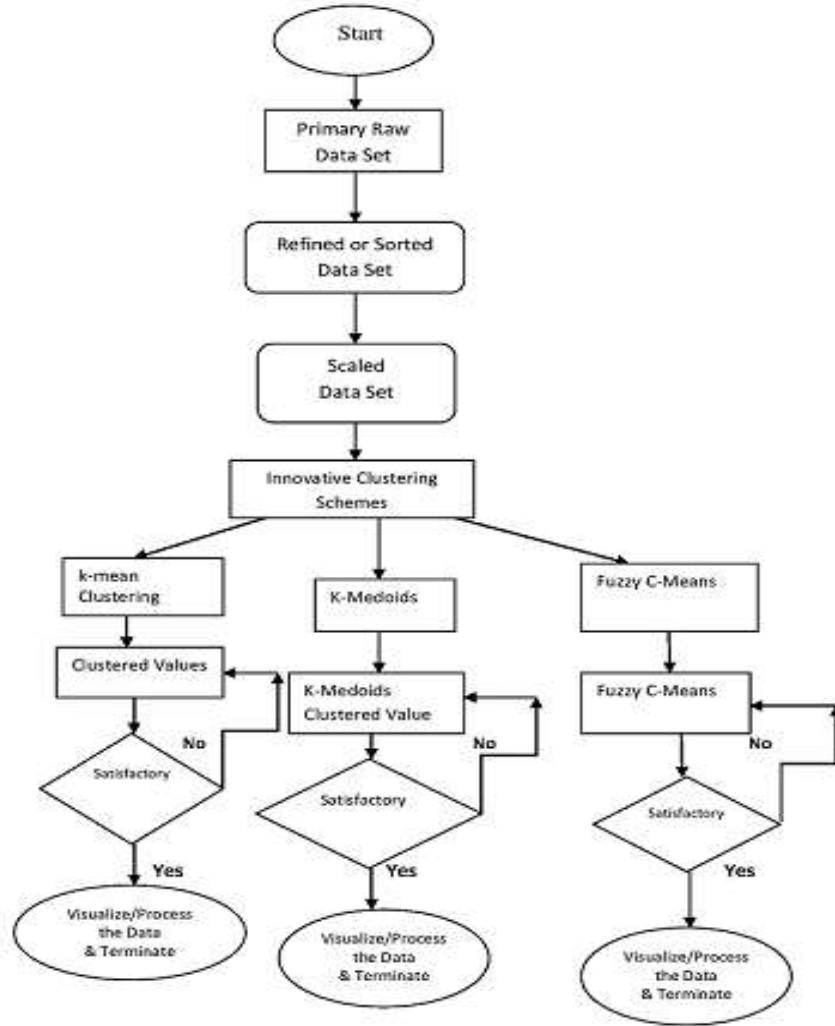 Start
Primary Raw
Data Set
Refined or Sorted
Data Set
Scaled
Data Set
Innovative Clustering
Schemes
k-mean
Clustering
K-Medoids
Fuzzy C-Means
Clustered Values
K-Medoids
Clustered Value
Fuzzy C-Means
No
No
No
Satisfactory
Satisfactory
Satisfactory
Yes
Yes
Yes
Visualize/Process
the Data
& Terminate
Visualize/Process
the Data
& Terminate
Visualize/Process
the Data
& Terminate